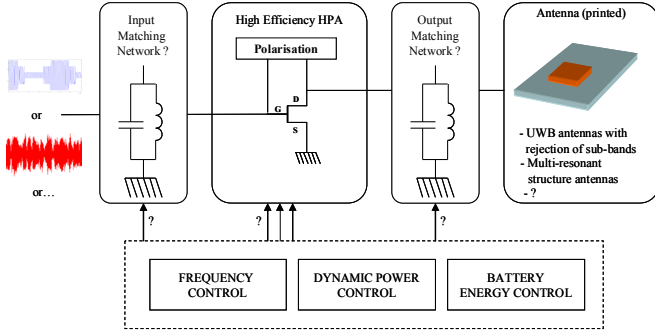 Input
Matching
Network ?
High Efficiency HPA
Polarisation
D
G
S
Output
Matching
Network ?
Antenna (printed)
or
or…
- UWB antennas with
rejection of sub-bands
- Multi-resonant
structure antennas
- ?
?
?
?
FREQUENCY
CONTROL
DYNAMIC POWER
CONTROL
BATTERY
ENERGY CONTROL